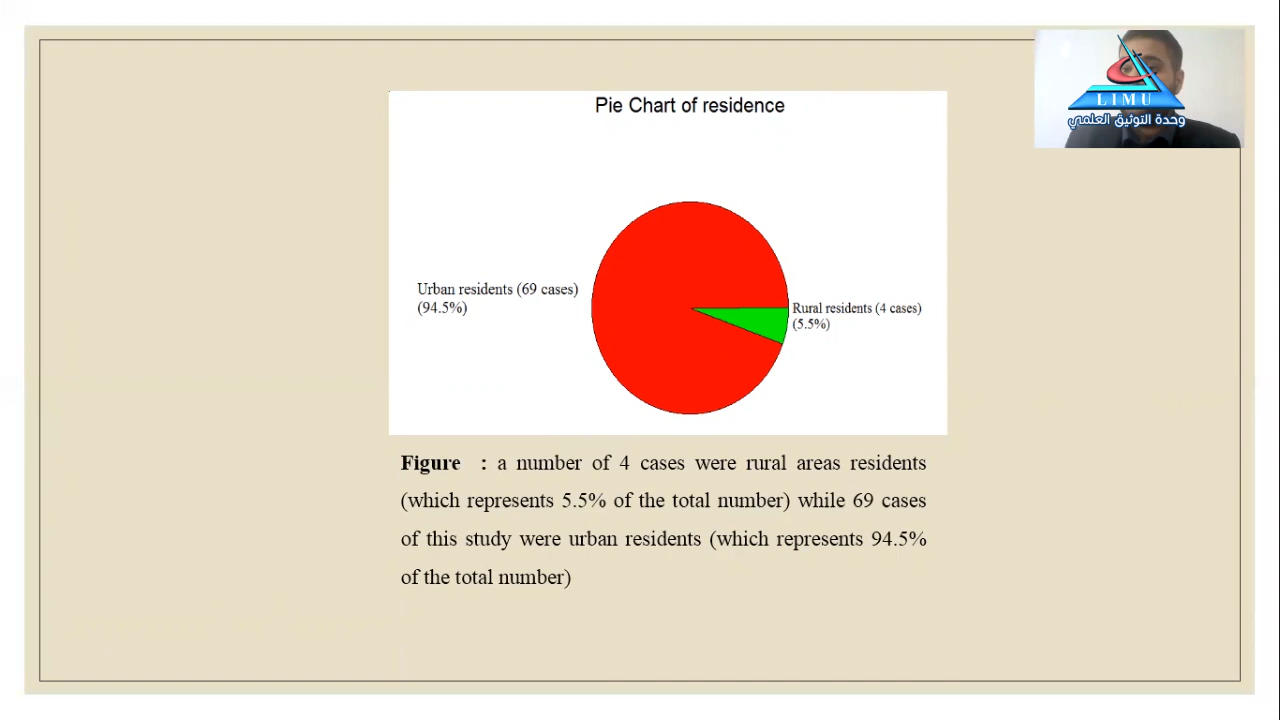 Pie Chart of residence
LIMU
وحدة التوثيق العلمي
Urban residents (69 cases)
(94.5%)
Rural residents (4 cases)
(5.5%)
Figure : a number of 4 cases were rural areas residents
(which represents 5.5% of the total number) while 69 cases
of this study were urban residents (which represents 94.5%
of the total number)